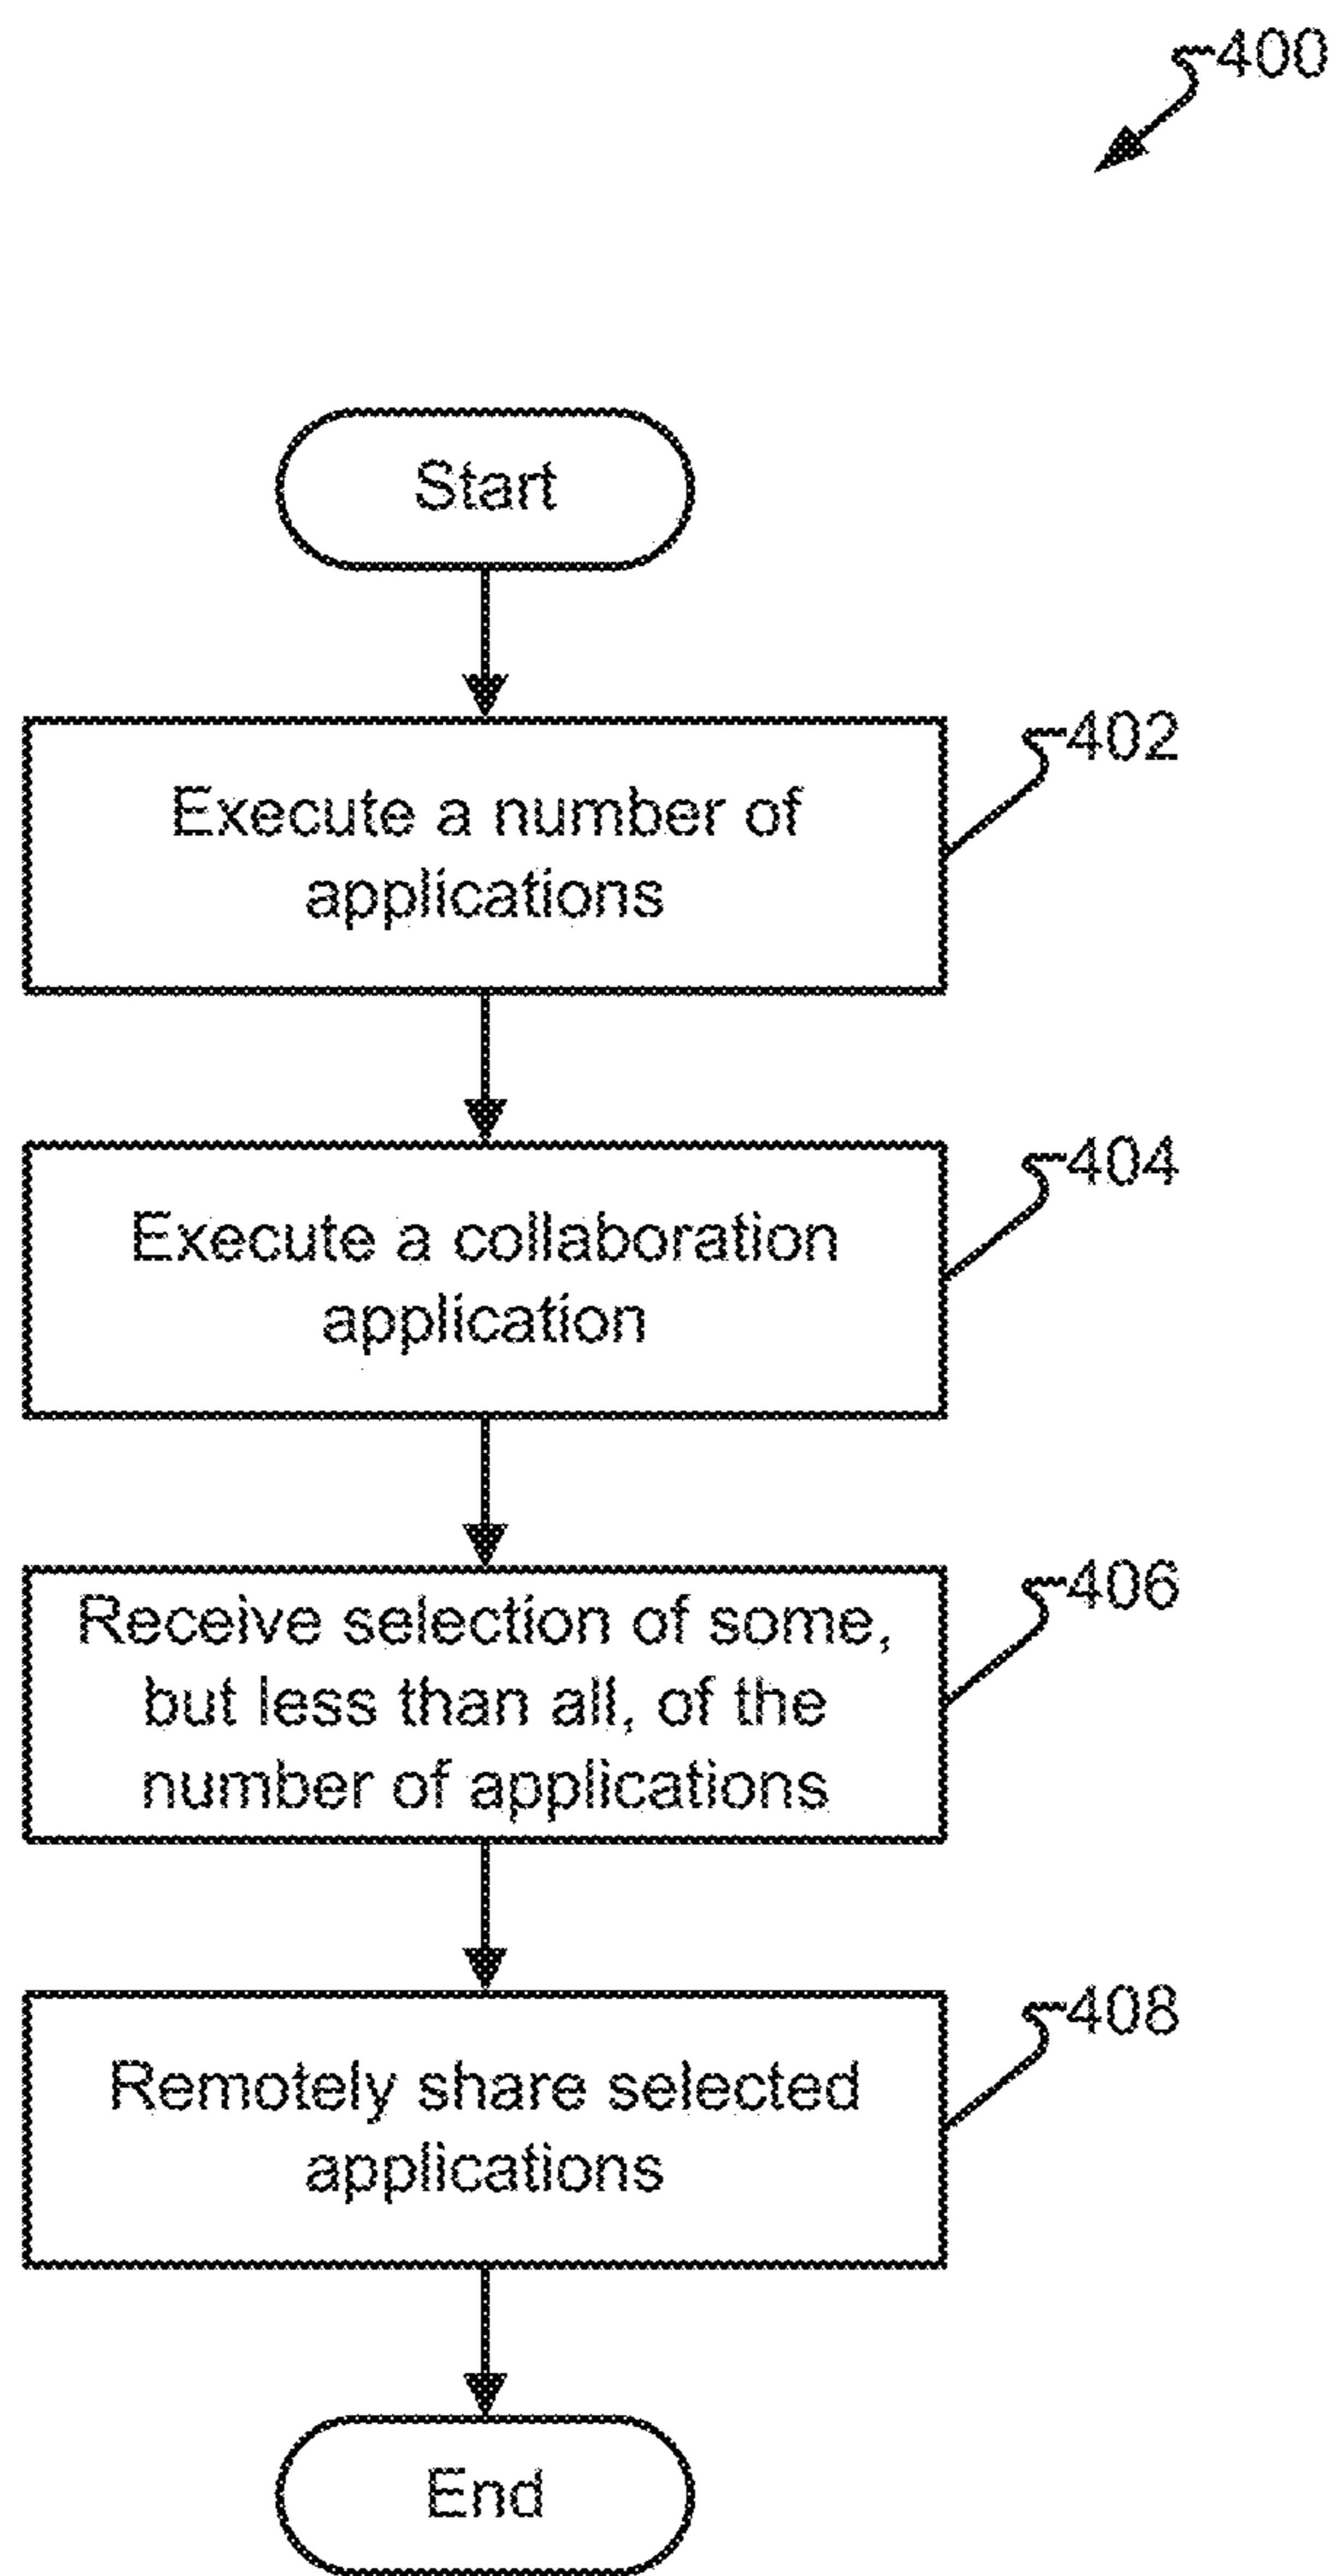 400
Start
Execute a number of
applications
402
Execute a collaboration
application
404
Receive selection of some,
but less than all, of the
number of applications
406
Remotely share selected
applications
408
End